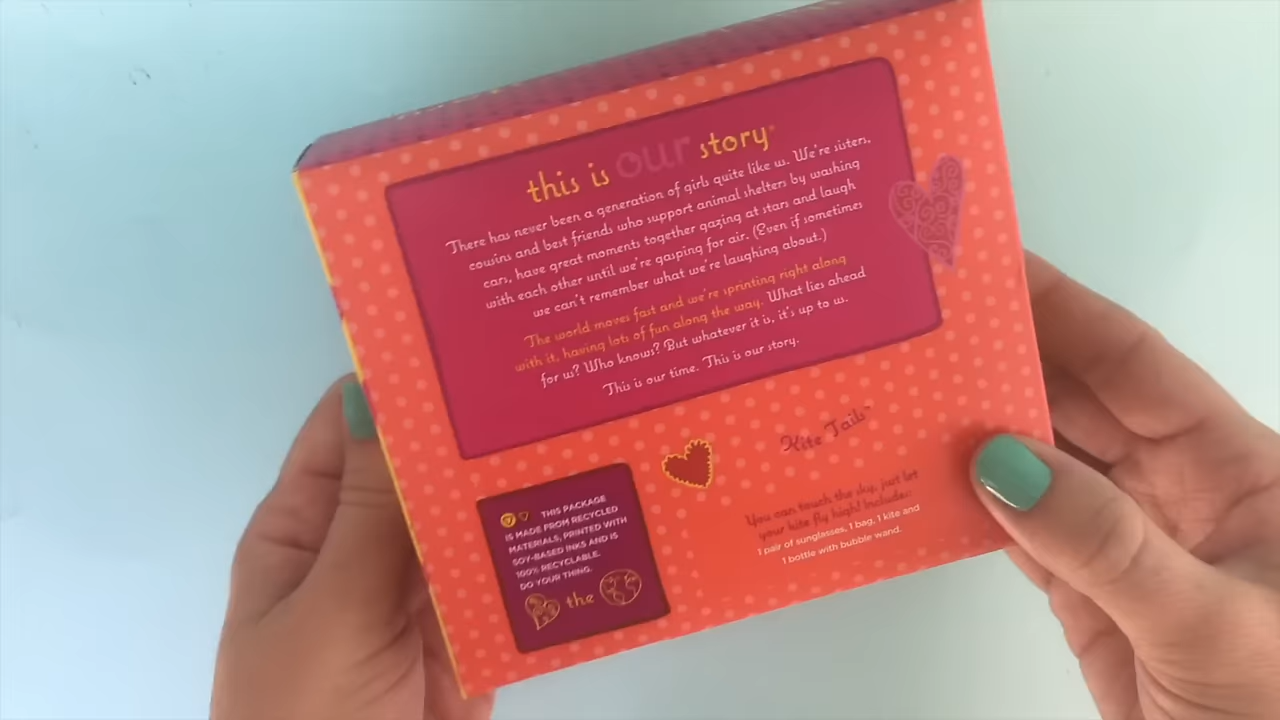 this is our story®
There has never been a generation of girls quite like us. We're sisters,
cousins and best friends who support animal shelters by washing
cars, have great moments together gazing at stars and laugh
with each other until we're gasping for air. (Even if sometimes
we can't remember what we're laughing about.)
The world moves fast and we're sprinting right along
with it, having lots of fun along the way. What lies ahead
for us? Who knows? But whatever it is, it's up to us.
This is our time. This is our story.
Kite Tails™
You can touch the sky, just let
your kite fly high! Includes:
1 pair of sunglasses, 1 bag, 1 kite and
1 bottle with bubble wand.
THIS PACKAGE
IS MADE FROM RECYCLED
MATERIALS, PRINTED WITH
SOY-BASED INKS AND IS
100% RECYCLABLE.
DO YOUR THING.
the